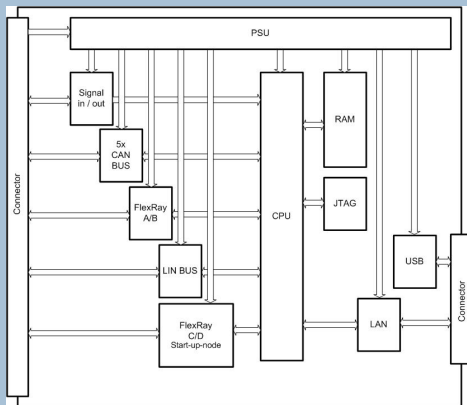 PSU
Signal
in / out
5x
CAN
BUS
FlexRay
A/B
LIN BUS
FlexRay
C/D
Start-up-node
CPU
RAM
JTAG
USB
LAN
Connector
Connector